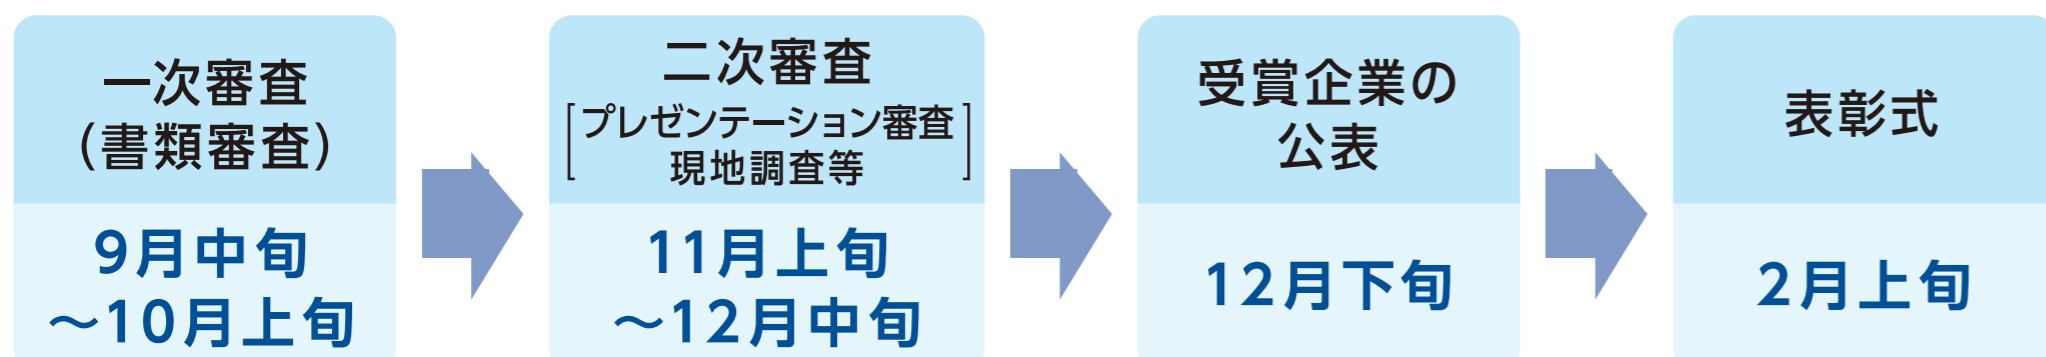 一次審査
(書類審査)
9月中旬
～10月上旬
二次審査
[プレゼンテーション審査
現地調査等]
11月上旬
～12月中旬
受賞企業の
公表
12月下旬
表彰式
2月上旬